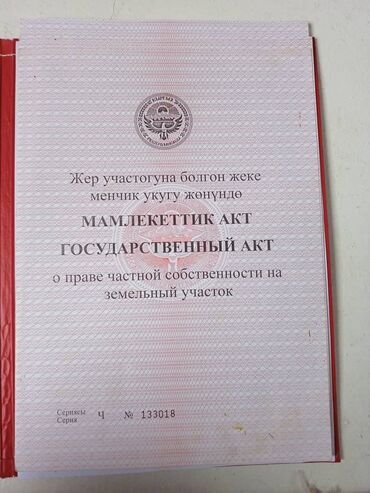 Жер участогуна болгон жеке
менчик укугу жөнүндө
МАМЛЕКЕТТИК АКТ
ГОСУДАРСТВЕННЫЙ АКТ
о праве частной собственности на
земельный участок
Сериясы
Серия Ч № 133018